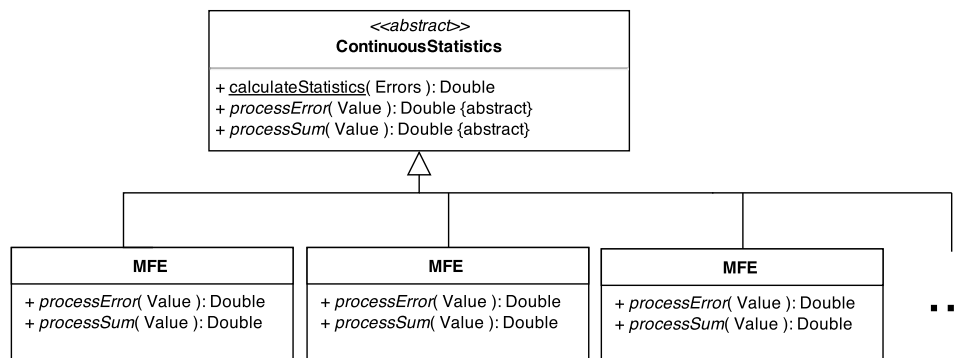 <<abstract>>
ContinuousStatistics
+ calculateStatistics( Errors ): Double
+ processError( Value ): Double {abstract}
+ processSum( Value ): Double {abstract}
MFE
+ processError( Value ): Double
+ processSum( Value ): Double
MFE
+ processError( Value ): Double
+ processSum( Value ): Double
MFE
+ processError( Value ): Double
+ processSum( Value ): Double
..